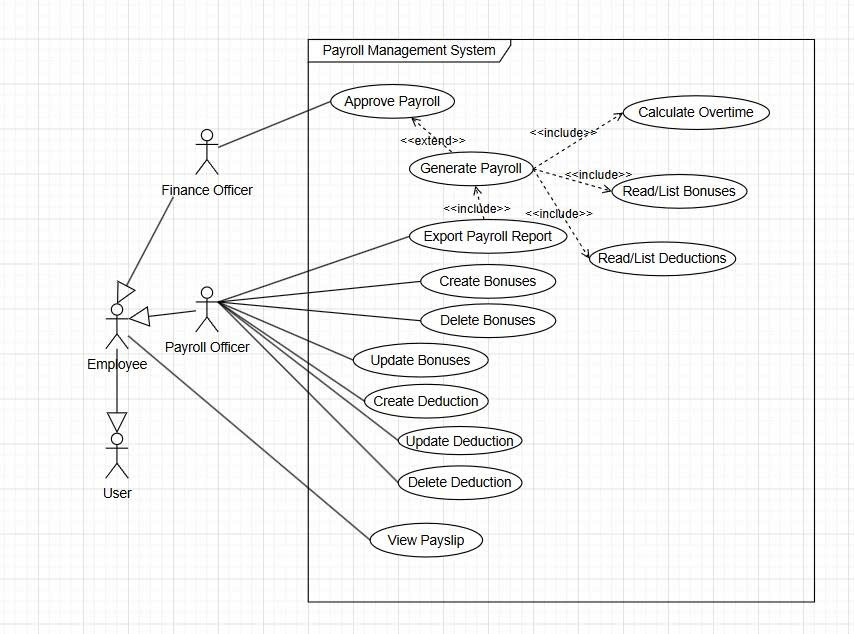 Payroll Management System
Approve Payroll
Calculate Overtime
<<include>>
<<extend>>
Generate Payroll
<<include>>
Finance Officer
Read/List Bonuses
<<include>>
<<include>>
Export Payroll Report
Read/List Deductions
Create Bonuses
Delete Bonuses
Payroll Officer
Employee
Update Bonuses
Create Deduction
Update Deduction
Delete Deduction
User
View Payslip